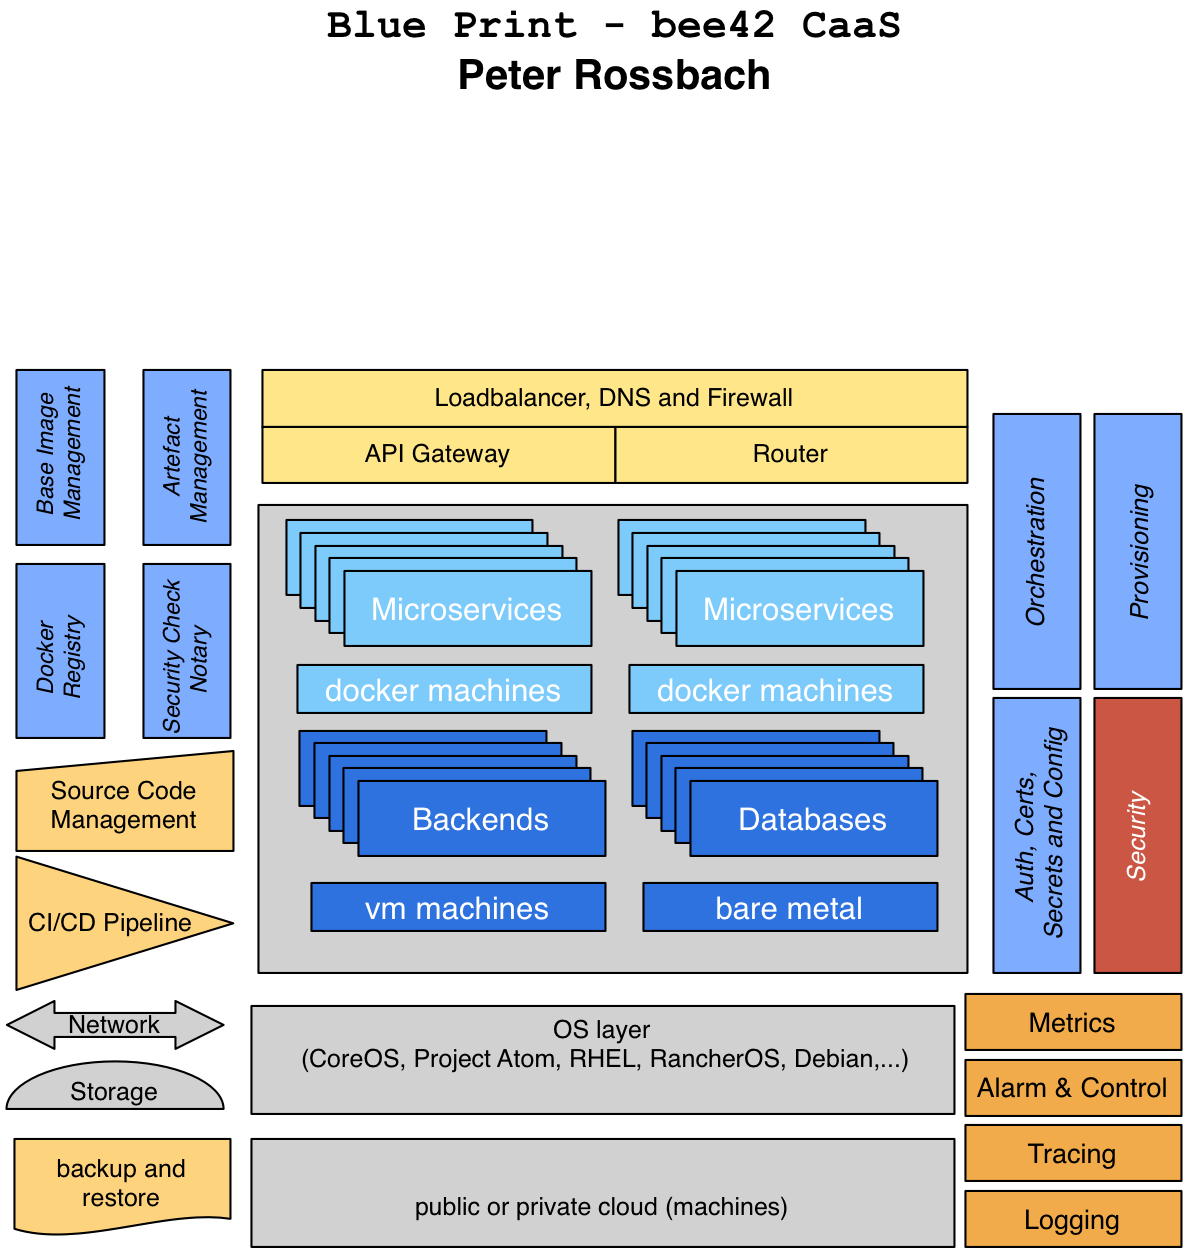 Blue Print - bee42 CaaS
Peter Rossbach
Base Image
Management
Artefact
Management
Docker
Registry
Security Check
Notary
Source Code
Management
CI/CD Pipeline
Network
Storage
backup and
restore
Loadbalancer, DNS and Firewall
API Gateway
Router
Microservices
Microservices
docker machines
docker machines
Backends
Databases
vm machines
bare metal
OS layer
(CoreOS, Project Atom, RHEL, RancherOS, Debian,...)
public or private cloud (machines)
Orchestration
Provisioning
Auth, Certs,
Secrets and Config
Security
Metrics
Alarm & Control
Tracing
Logging